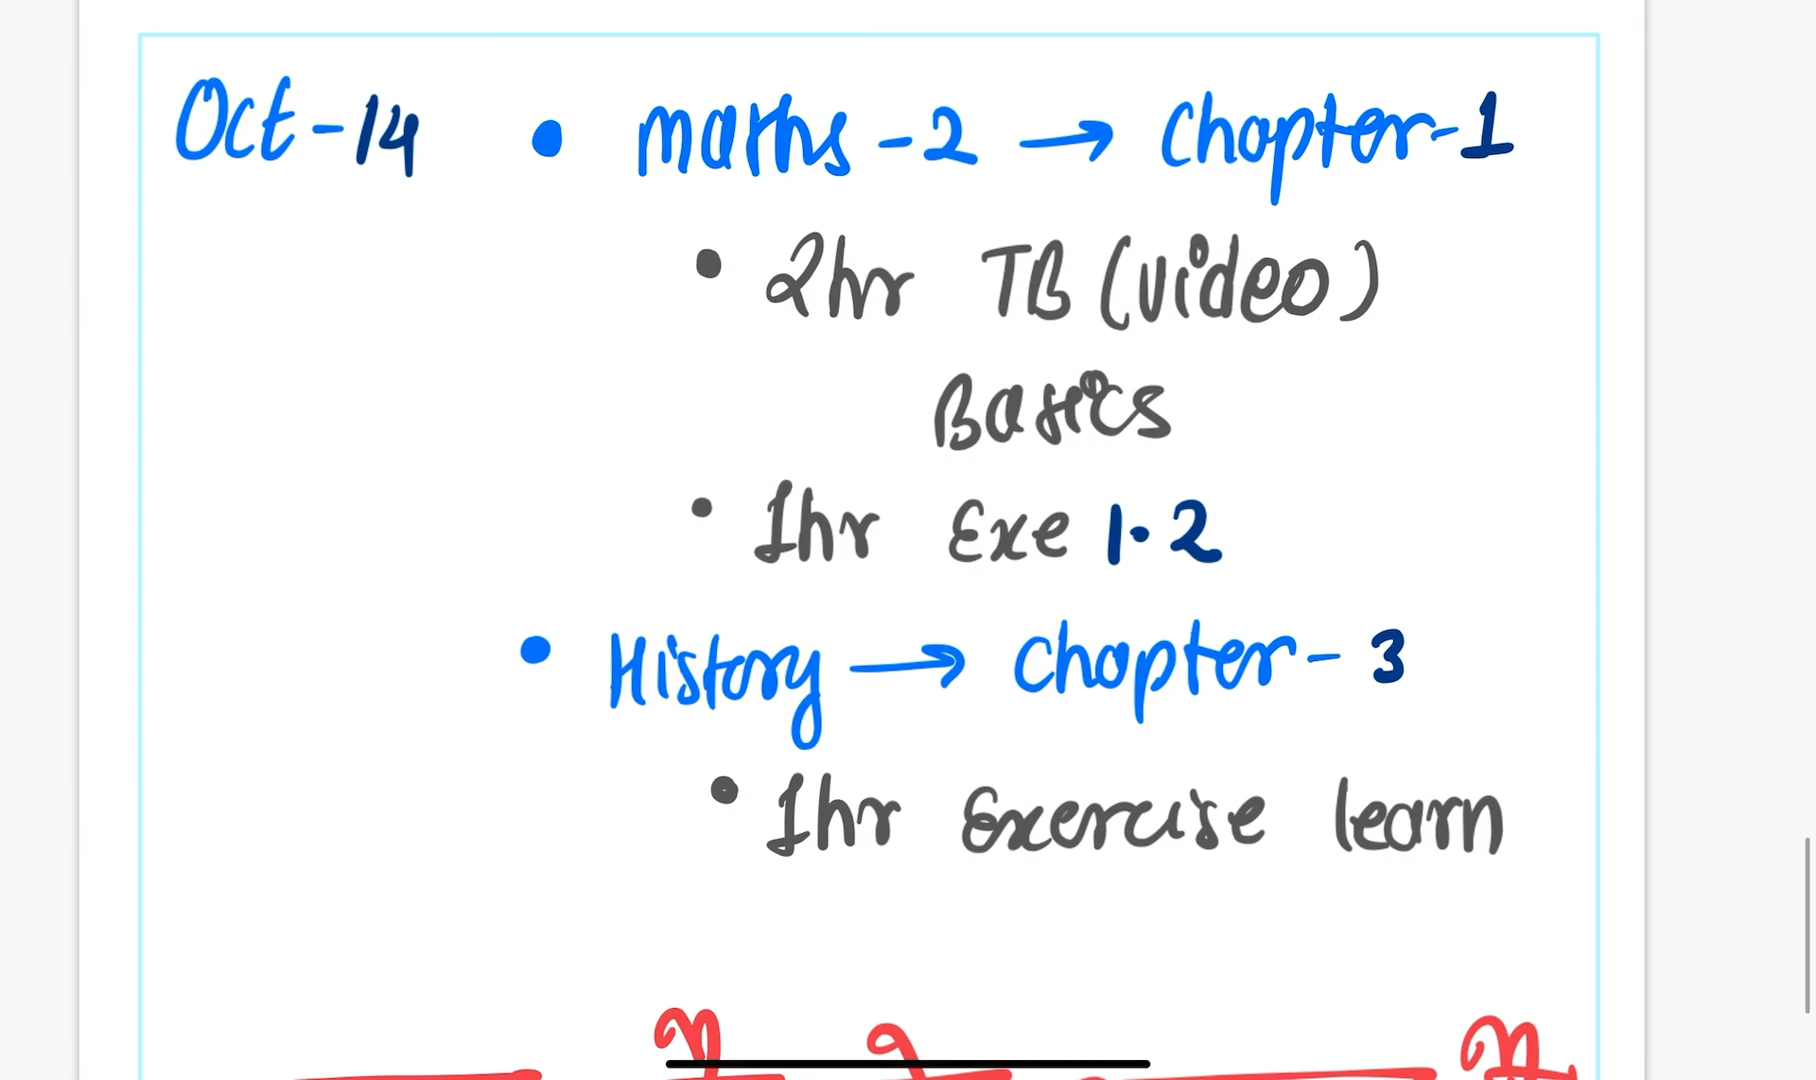 Oct-14 • maths-2 → Chapter-1
• 2hr TB (video)
Basics
• 1hr Exe 1.2
• History → Chapter-3
• 1hr Exercise learn